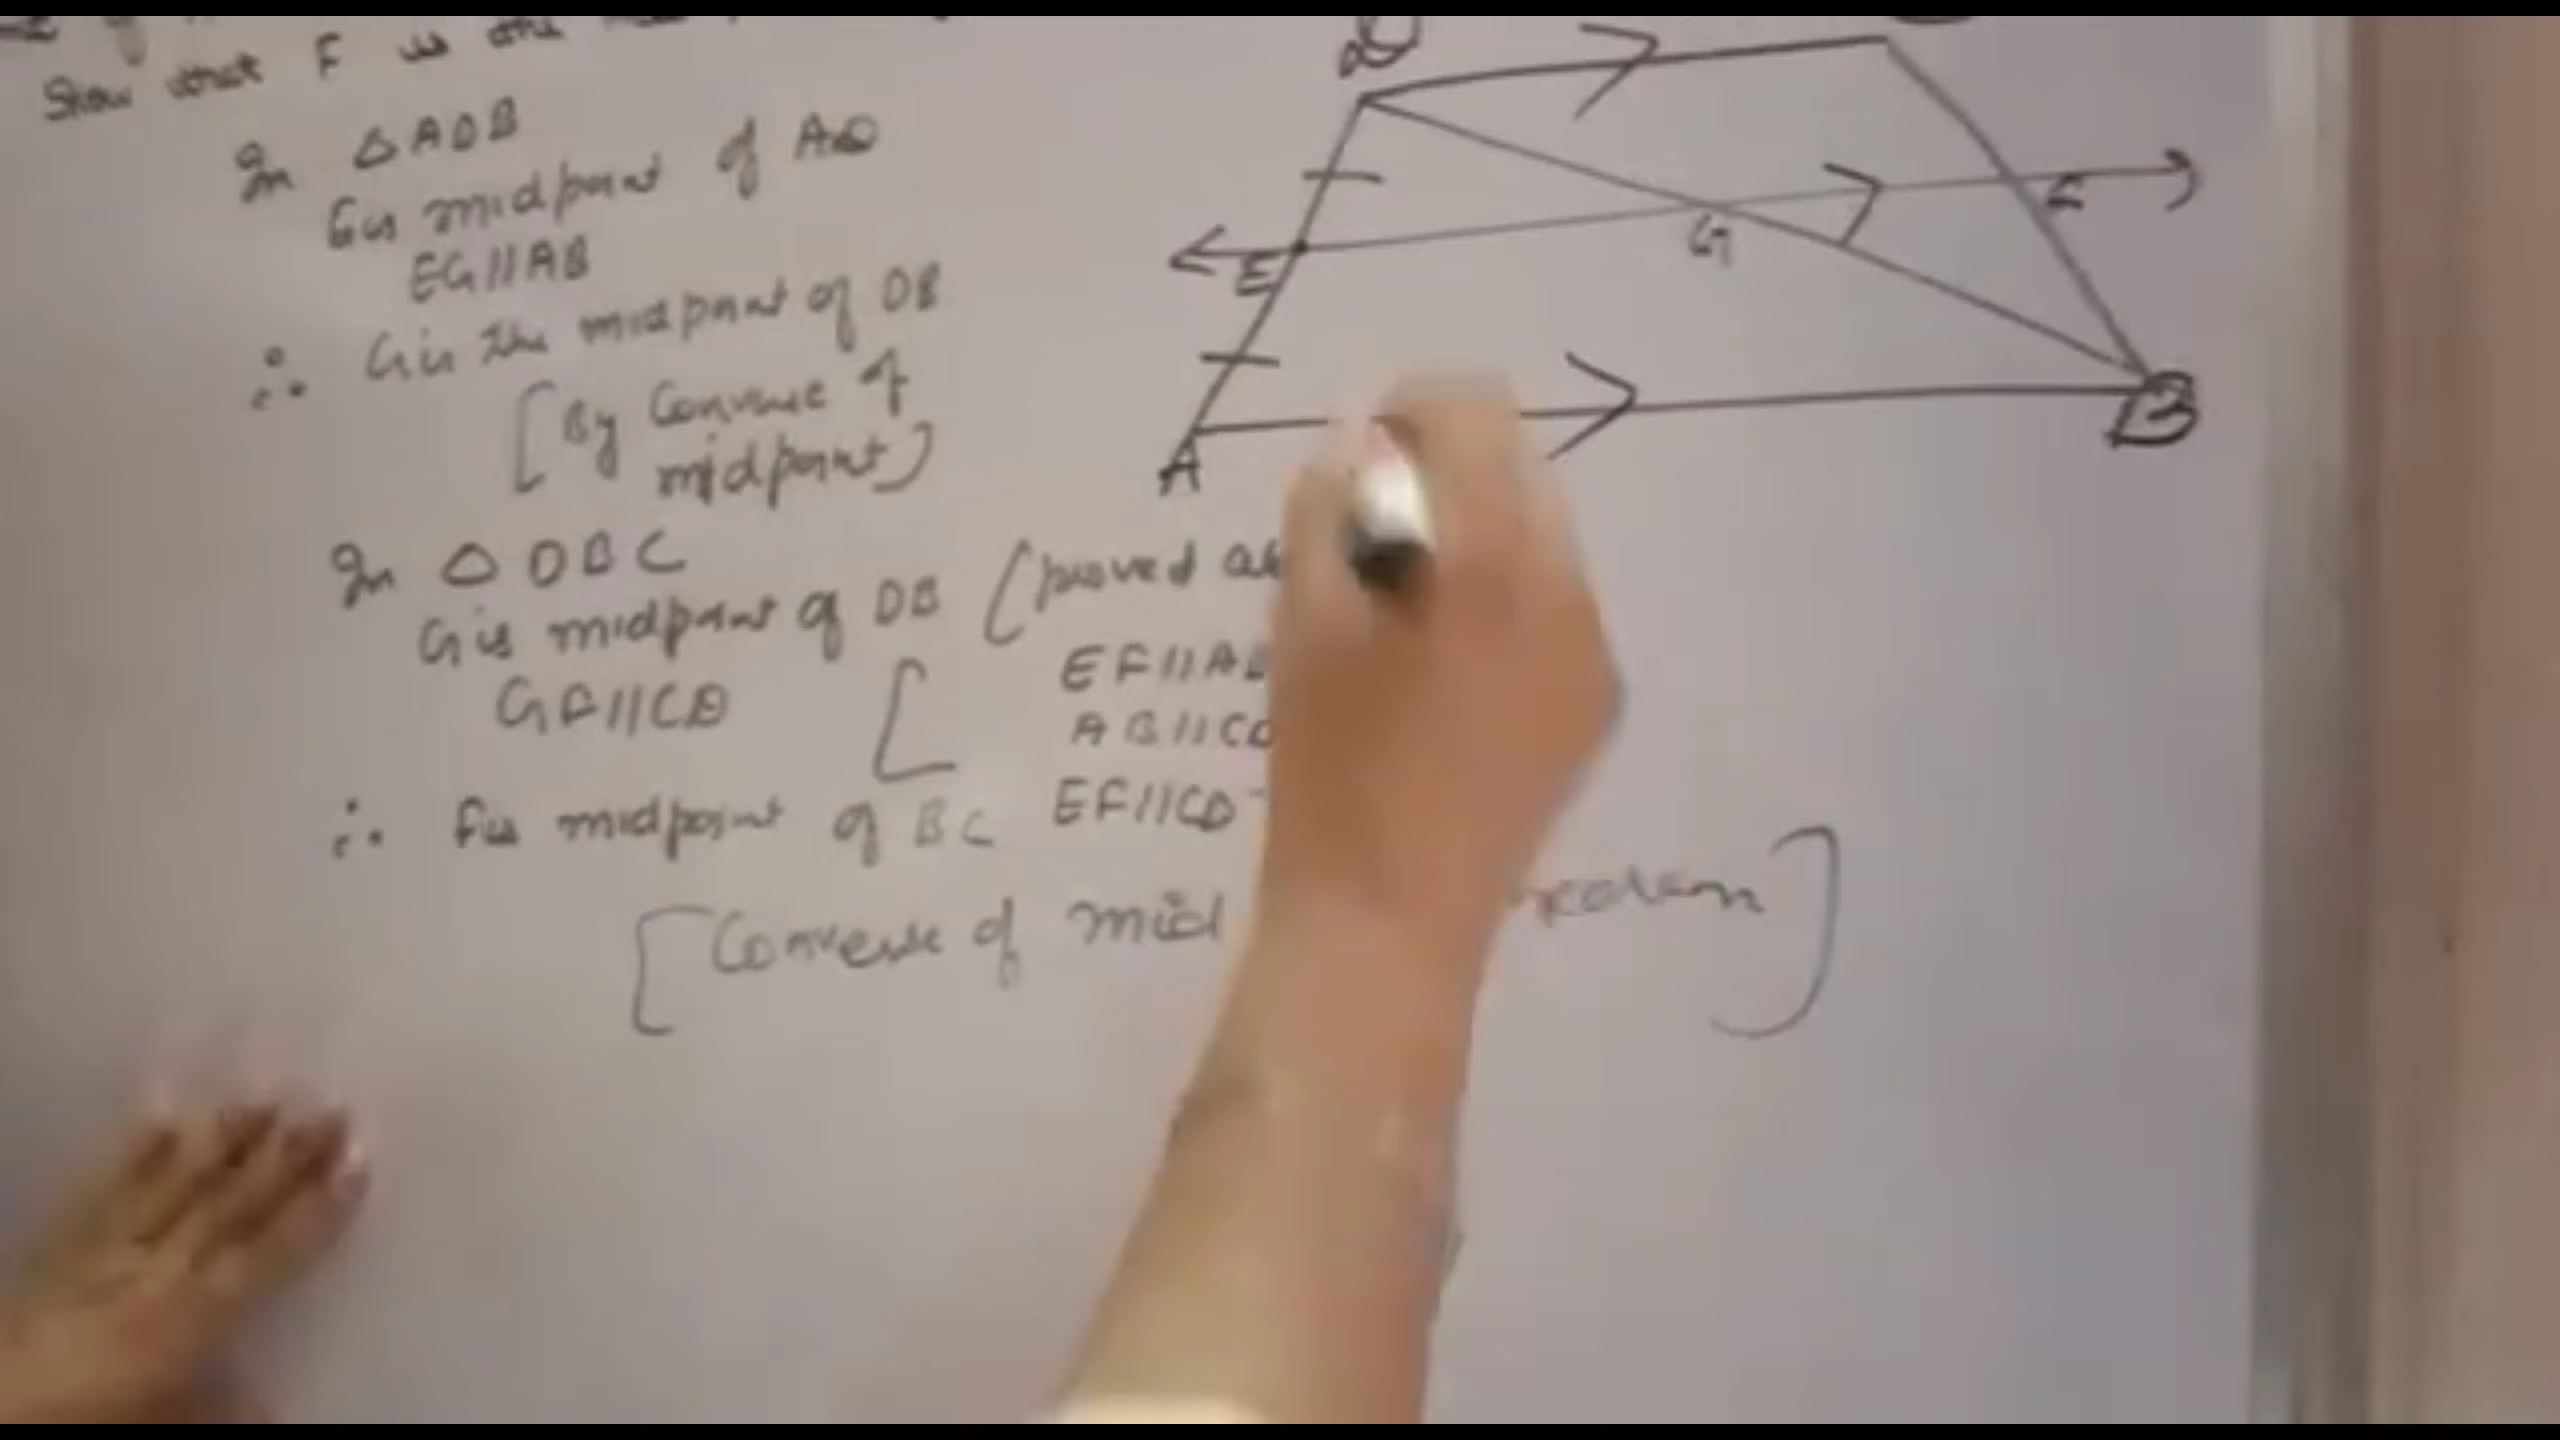 Show that F is the
In △ADB
E is midpoint of AD
EG//AB
∴ G is the midpoint of DB
[By Converse of
midpoint]
In △DBC
G is midpoint of DB (proved
GF//CD [ EF//AB
AB//CD
∴ F is midpoint of BC EF//CD
[Converse of mid ]
D
E
G
F
A
B